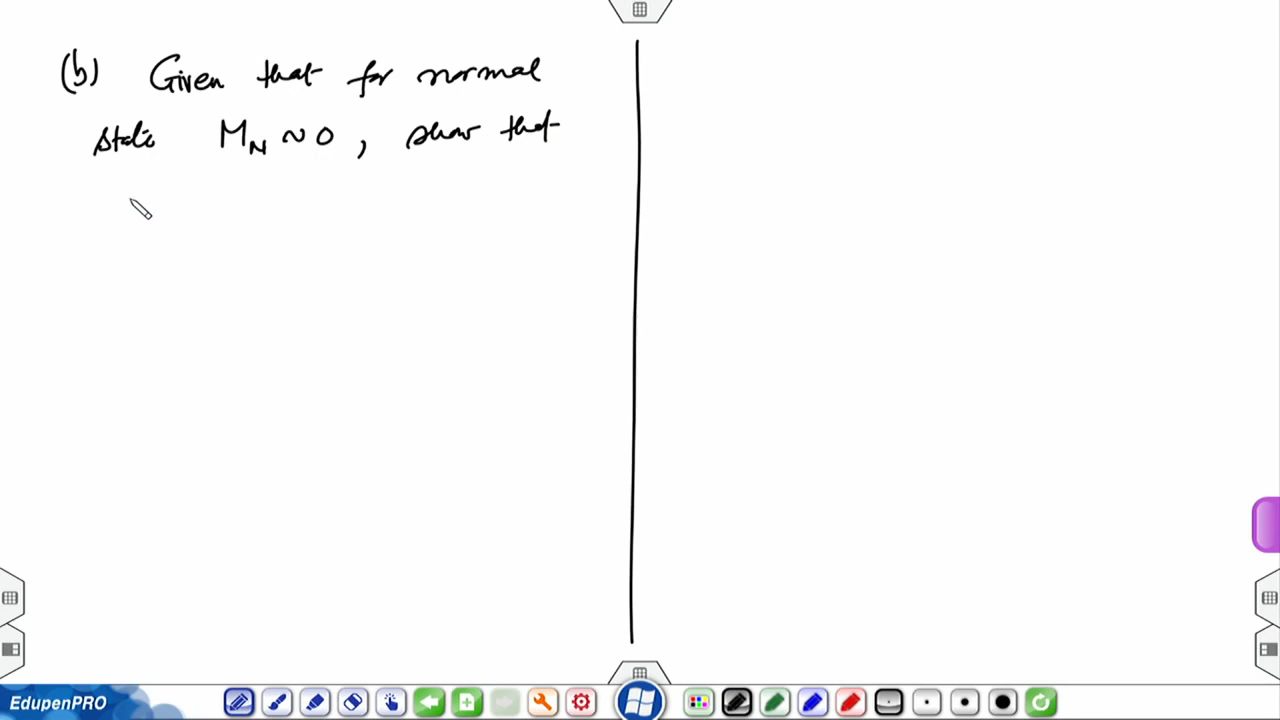 (b) Given that for normal
state M_N ~ 0, show that
EdupenPRO